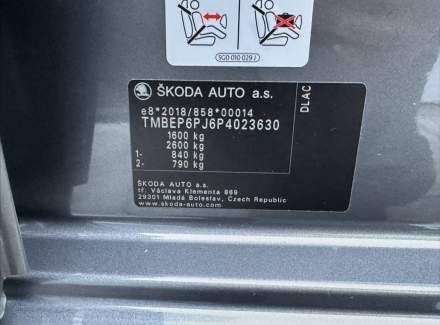 5G0 010 029 J
ŠKODA AUTO a.s.
e8*2018/858*00014
TMBEP6PJ6P4023630
1600 kg
2600 kg
1- 840 kg
2- 790 kg
DLAC
ŠKODA AUTO a.s.
tř. Václava Klementa 869
29301 Mladá Boleslav, Czech Republic
www.skoda-auto.com